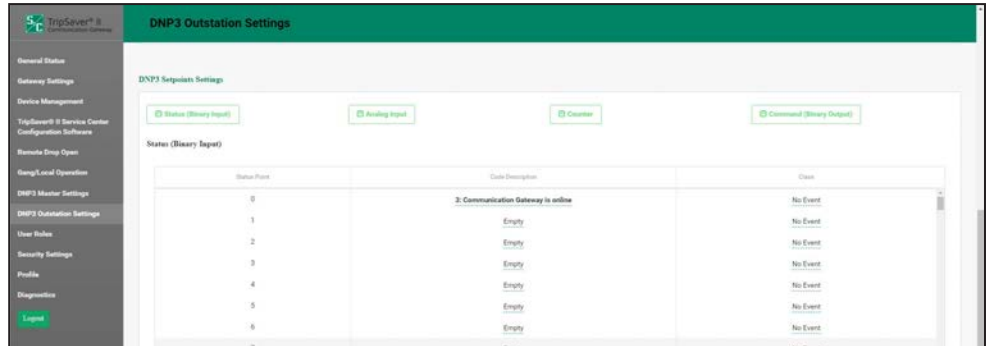 S&C TripSaver® II
Communication Gateway
DNP3 Outstation Settings
General Status
Gateway Settings
Device Management
TripSaver® II Service Center
Configuration Software
Remote Drop Open
Gang/Local Operation
DNP3 Master Settings
DNP3 Outstation Settings
User Roles
Security Settings
Profile
Diagnostics
Logout
DNP3 Setpoints Settings
Status (Binary Input) Analog Input Counter Command (Binary Output)
Status (Binary Input)
Status Point Code Description Class
0 3: Communication Gateway is online No Event
1 Empty No Event
2 Empty No Event
3 Empty No Event
4 Empty No Event
5 Empty No Event
6 Empty No Event